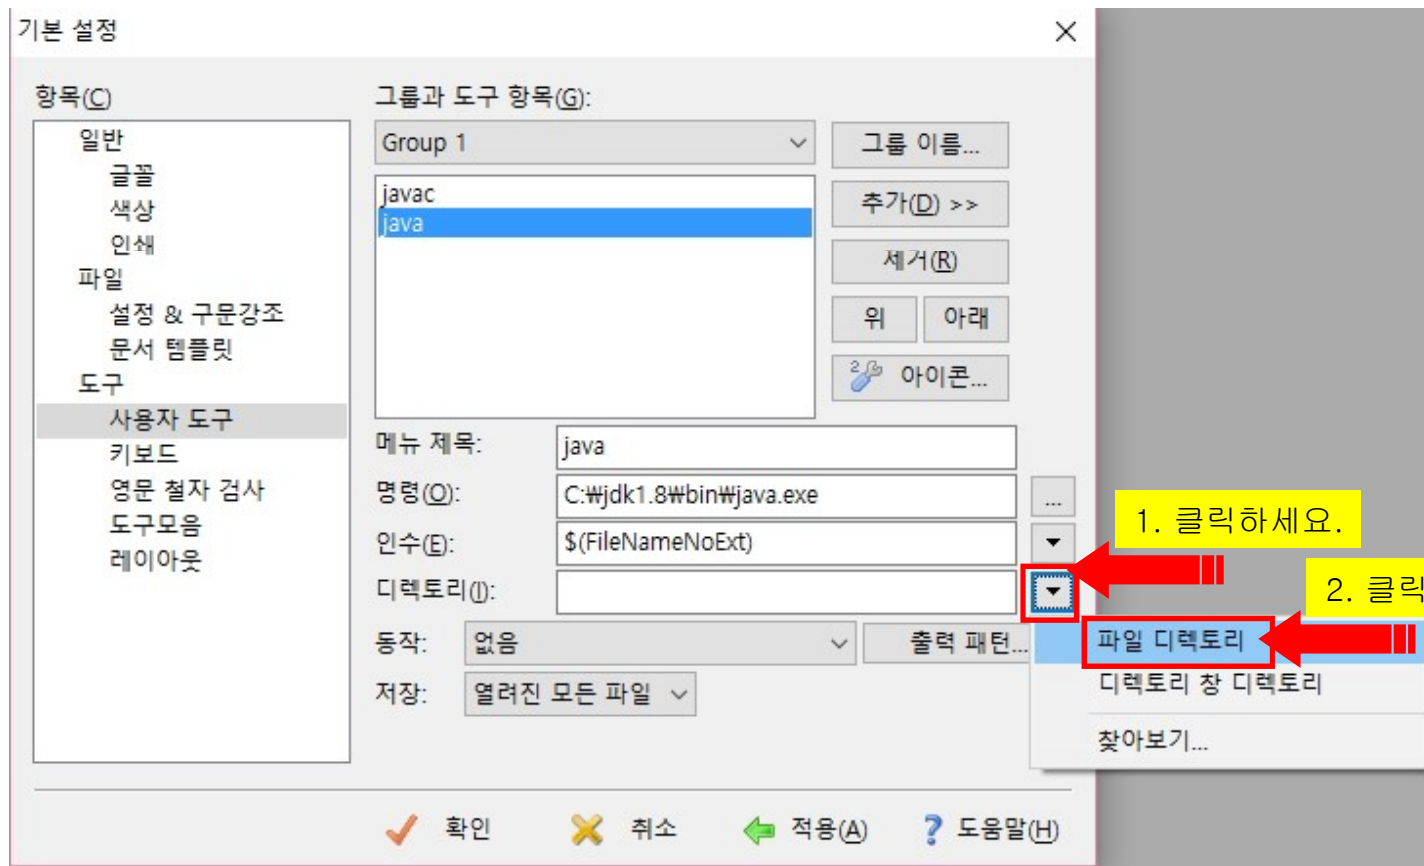 기본 설정
항목(C)
그룹과 도구 항목(G):
일반
글꼴
색상
인쇄
파일
설정 & 구문강조
문서 템플릿
도구
사용자 도구
키보드
영문 철자 검사
도구모음
레이아웃
Group 1
그룹 이름...
javac
java
추가(D) >>
제거(R)
위
아래
2
아이콘...
메뉴 제목:
java
명령(O):
C:₩jdk1.8₩bin₩java.exe
...
인수(E):
$(FileNameNoExt)
1. 클릭하세요.
디렉토리(I):
2. 클릭
동작:
없음
출력 패턴...
저장:
열려진 모든 파일
파일 디렉토리
디렉토리 창 디렉토리
찾아보기...
확인
취소
적용(A)
도움말(H)